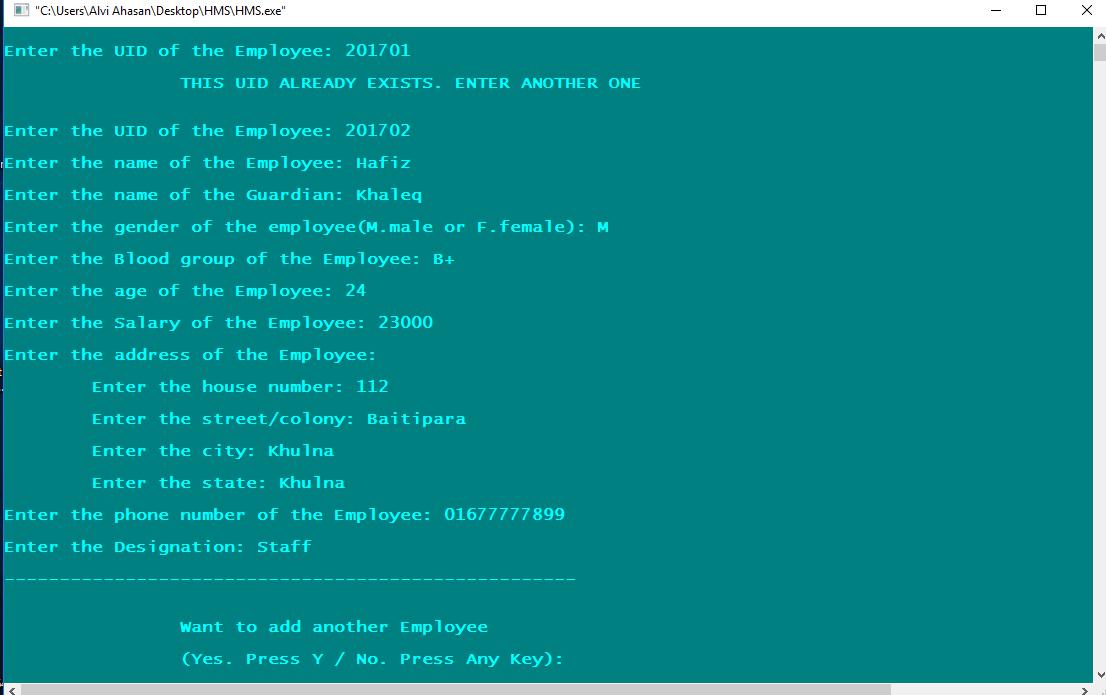 "C:\Users\Alvi Ahasan\Desktop\HMS\HMS.exe"
Enter the UID of the Employee: 201701
THIS UID ALREADY EXISTS. ENTER ANOTHER ONE
Enter the UID of the Employee: 201702
Enter the name of the Employee: Hafiz
Enter the name of the Guardian: Khaleq
Enter the gender of the employee(M.male or F.female): M
Enter the Blood group of the Employee: B+
Enter the age of the Employee: 24
Enter the Salary of the Employee: 23000
Enter the address of the Employee:
Enter the house number: 112
Enter the street/colony: Baitipara
Enter the city: Khulna
Enter the state: Khulna
Enter the phone number of the Employee: 01677777899
Enter the Designation: Staff
----------------------------------------------------
Want to add another Employee
(Yes. Press Y / No. Press Any Key):